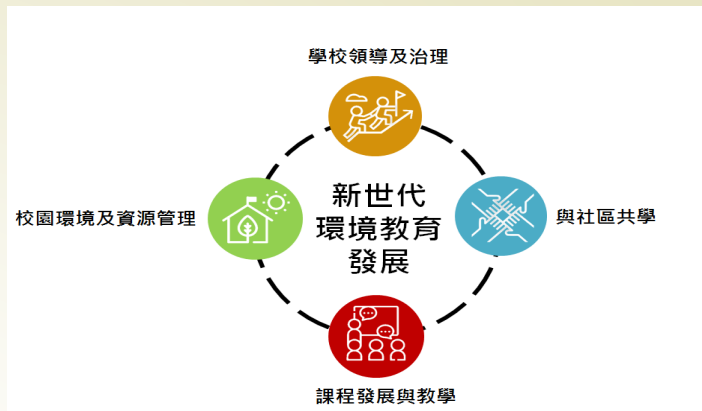 學校領導及治理
新世代
環境教育
發展
校園環境及資源管理
與社區共學
課程發展與教學